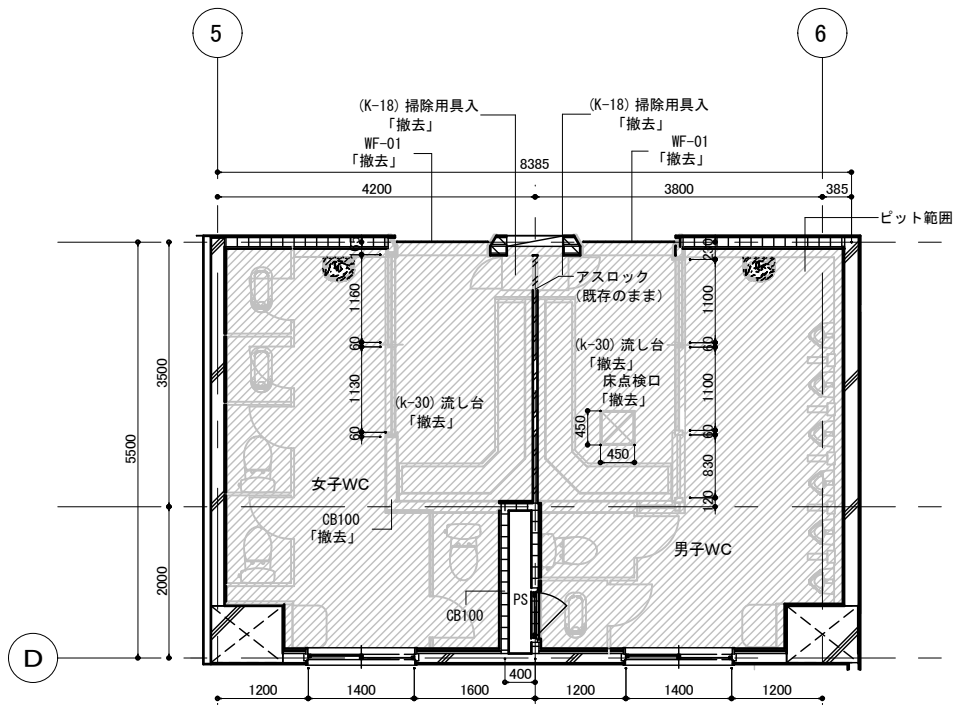 5
6
(K-18) 掃除用具入
「撤去」
(K-18) 掃除用具入
「撤去」
WF-01
「撤去」
WF-01
「撤去」
8385
4200
3800
385
ピット範囲
230
アスロック
(既存のまま)
1160
1100
60
60
(k-30) 流し台
「撤去」
床点検口
「撤去」
3500
1130
1100
(k-30) 流し台
「撤去」
450
450
60
60
5500
830
女子WC
120
CB100
「撤去」
男子WC
2000
PS
CB100
D
400
1200
1400
1600
1200
1400
1200